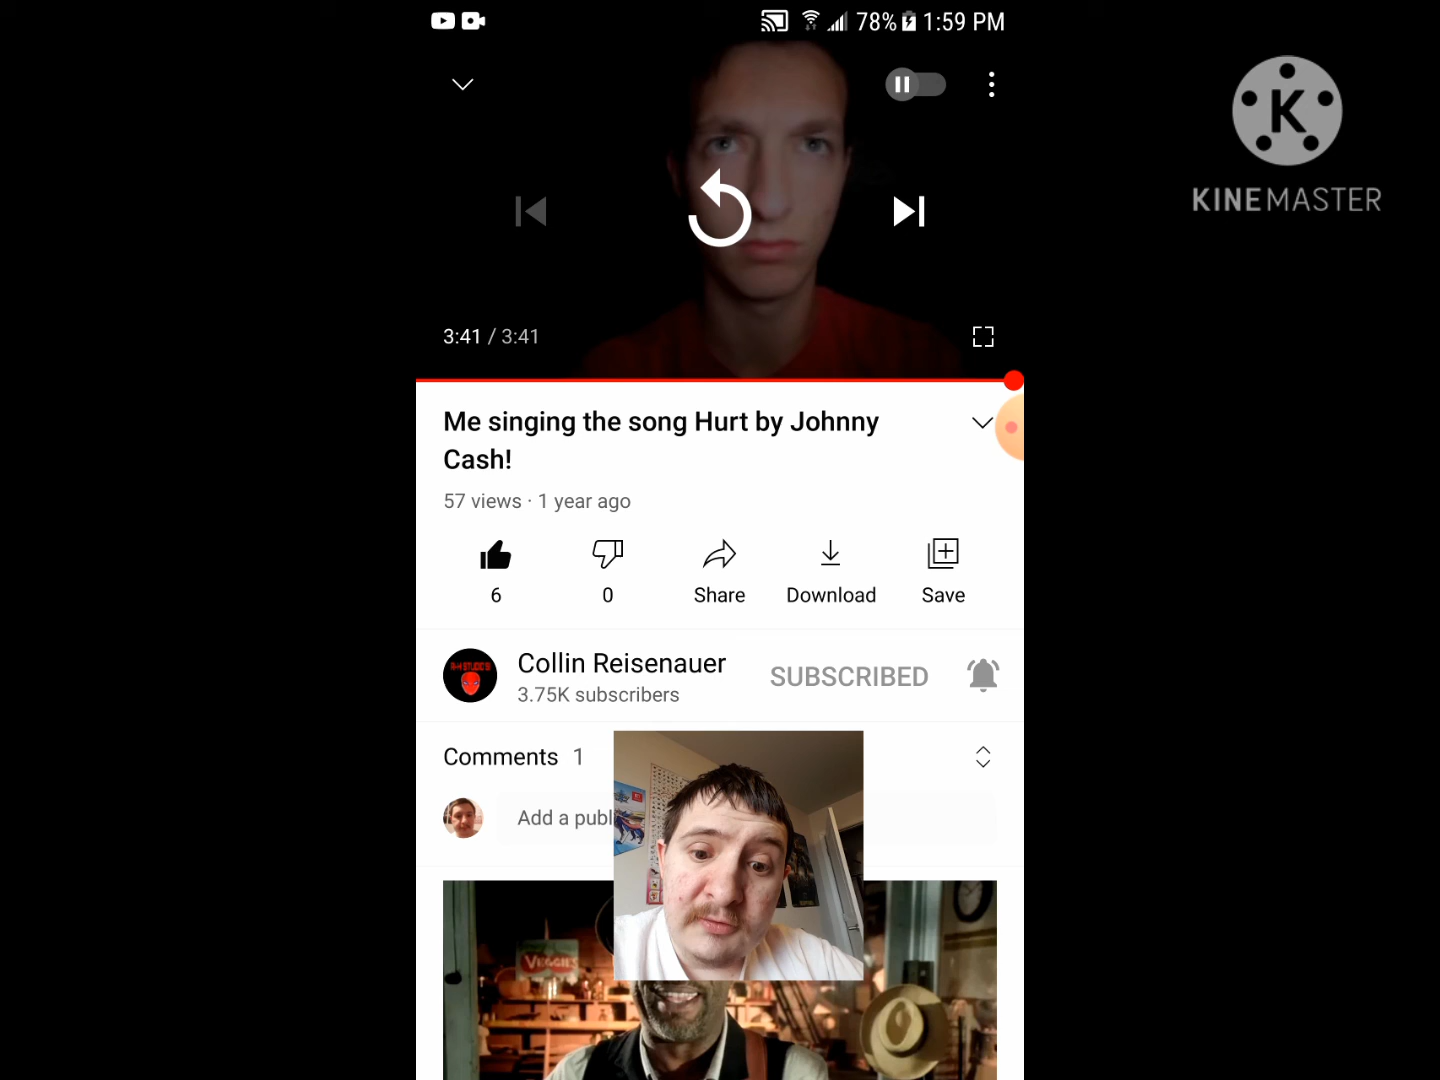 78% 1:59 PM
KINEMASTER
3:41 / 3:41
Me singing the song Hurt by Johnny
Cash!
57 views · 1 year ago
6
0
Share
Download
Save
Collin Reisenauer
3.75K subscribers
SUBSCRIBED
Comments 1
Add a publ
VEGGIES